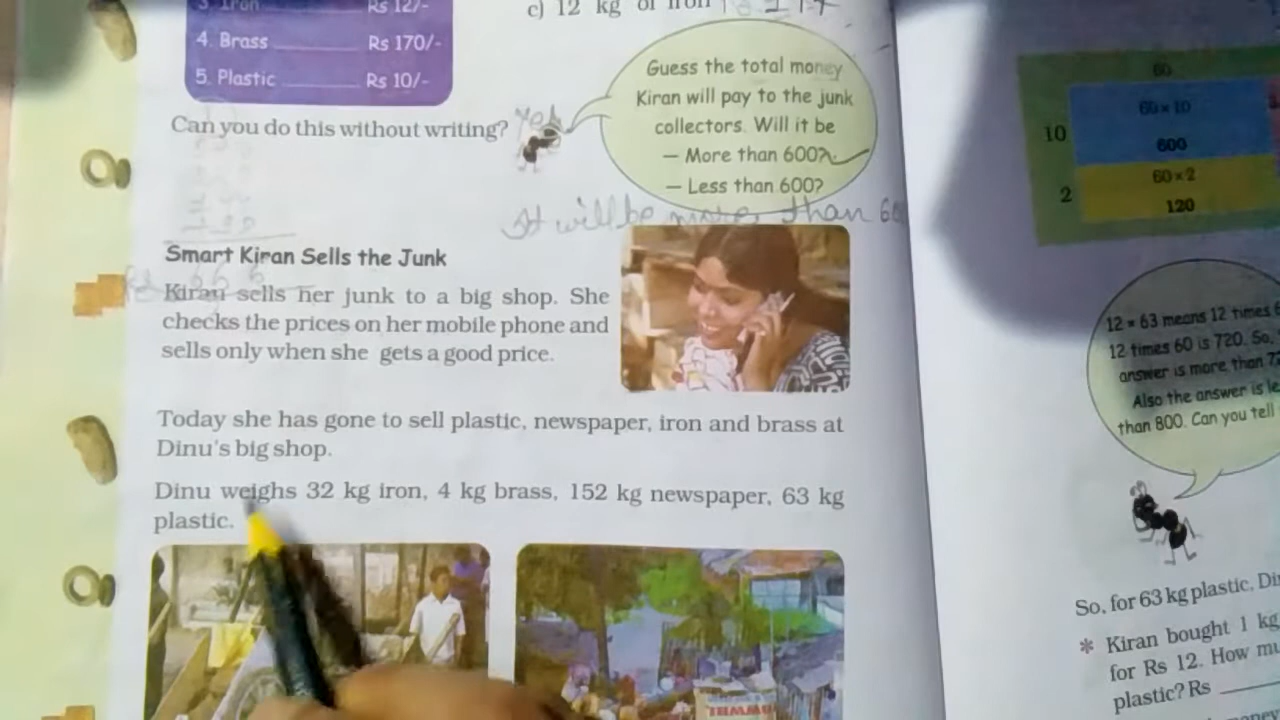 3. Iron Rs 12/-
4. Brass Rs 170/-
5. Plastic Rs 10/-
c) 12 kg of iron
Can you do this without writing? Yes
Guess the total money
Kiran will pay to the junk
collectors. Will it be
— More than 600?
— Less than 600?
It will be more than 60
Smart Kiran Sells the Junk
Kiran sells her junk to a big shop. She
checks the prices on her mobile phone and
sells only when she gets a good price.
Today she has gone to sell plastic, newspaper, iron and brass at
Dinu's big shop.
Dinu weighs 32 kg iron, 4 kg brass, 152 kg newspaper, 63 kg
plastic.
60
60 × 10
10
600
60 × 2
2
120
12 × 63 means 12 times
12 times 60 is 720. So,
answer is more than 7
Also the answer is
than 800. Can you tell
So, for 63 kg plastic,
* Kiran bought 1 kg
for Rs 12. How
plastic? Rs